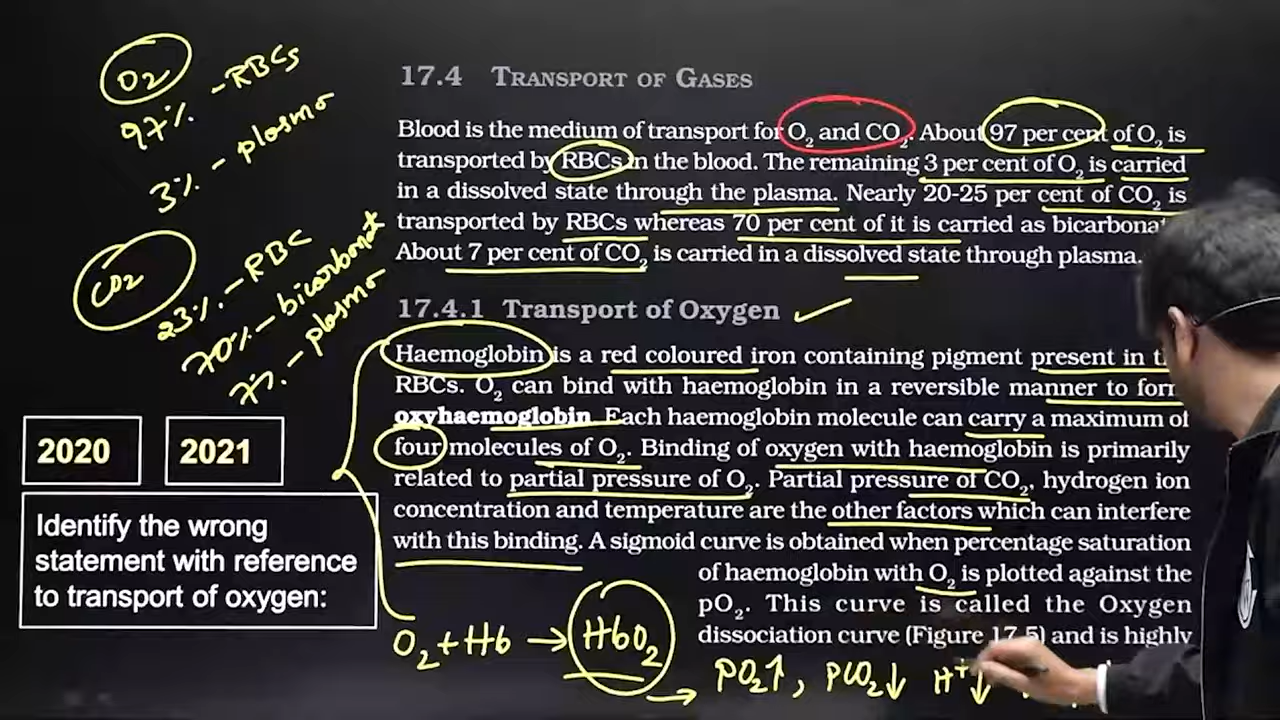 O2
97% - RBCs
3% - plasma
CO2
23% - RBC
70% - bicarbonat
7% - plasma
17.4 TRANSPORT OF GASES
Blood is the medium of transport for O2 and CO2. About 97 per cent of O2 is
transported by RBCs in the blood. The remaining 3 per cent of O2 is carried
in a dissolved state through the plasma. Nearly 20-25 per cent of CO2 is
transported by RBCs whereas 70 per cent of it is carried as bicarbonat
About 7 per cent of CO2 is carried in a dissolved state through plasma.
17.4.1 Transport of Oxygen ✓
Haemoglobin is a red coloured iron containing pigment present in th
RBCs. O2 can bind with haemoglobin in a reversible manner to form
oxyhaemoglobin. Each haemoglobin molecule can carry a maximum of
four molecules of O2. Binding of oxygen with haemoglobin is primarily
related to partial pressure of O2. Partial pressure of CO2, hydrogen ion
concentration and temperature are the other factors which can interfere
with this binding. A sigmoid curve is obtained when percentage saturation
of haemoglobin with O2 is plotted against the
pO2. This curve is called the Oxygen
dissociation curve (Figure 17.5) and is highly
2020 2021
Identify the wrong
statement with reference
to transport of oxygen:
O2 + Hb → HbO2
→ PO2↑, PCO2↓ H+↓